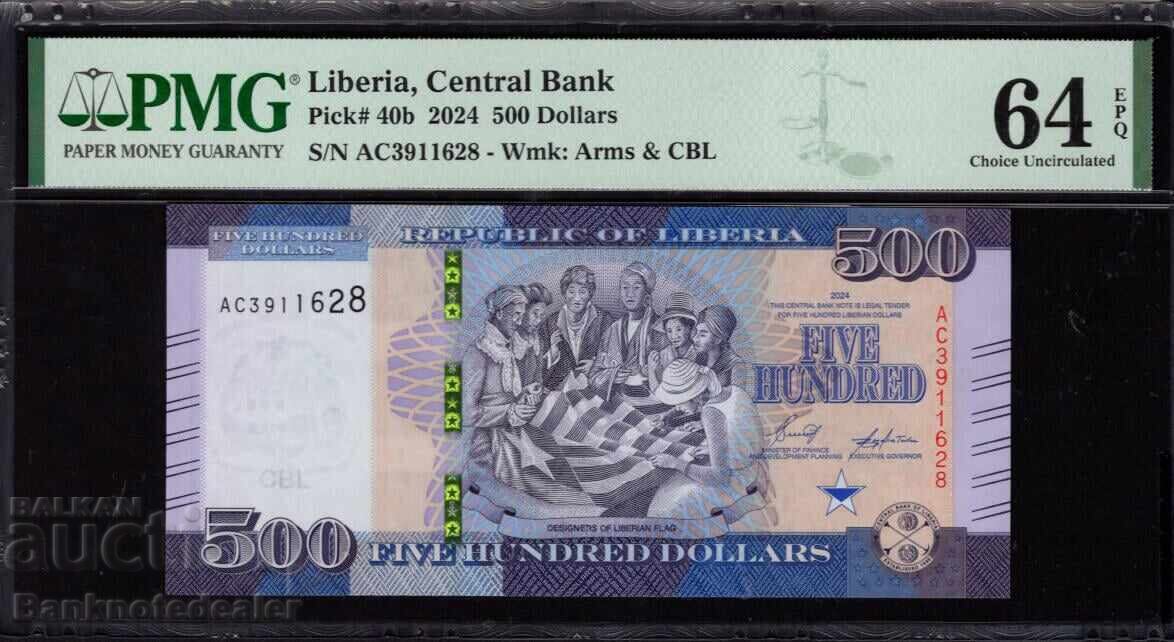 PMG®
PAPER MONEY GUARANTY
Liberia, Central Bank
Pick# 40b 2024 500 Dollars
S/N AC3911628 - Wmk: Arms & CBL
64 EPQ
Choice Uncirculated
FIVE HUNDRED
DOLLARS
REPUBLIC OF LIBERIA
500
AC3911628
2024
THIS CENTRAL BANK NOTE IS LEGAL TENDER
FOR FIVE HUNDRED LIBERIAN DOLLARS
FIVE
HUNDRED
AC3911628
MINISTER OF FINANCE
AND DEVELOPMENT PLANNING
EXECUTIVE GOVERNOR
CBL
DESIGNERS OF LIBERIAN FLAG
CENTRAL BANK OF LIBERIA
500
FIVE HUNDRED DOLLARS
BALKAN
auction
Banknotedealer